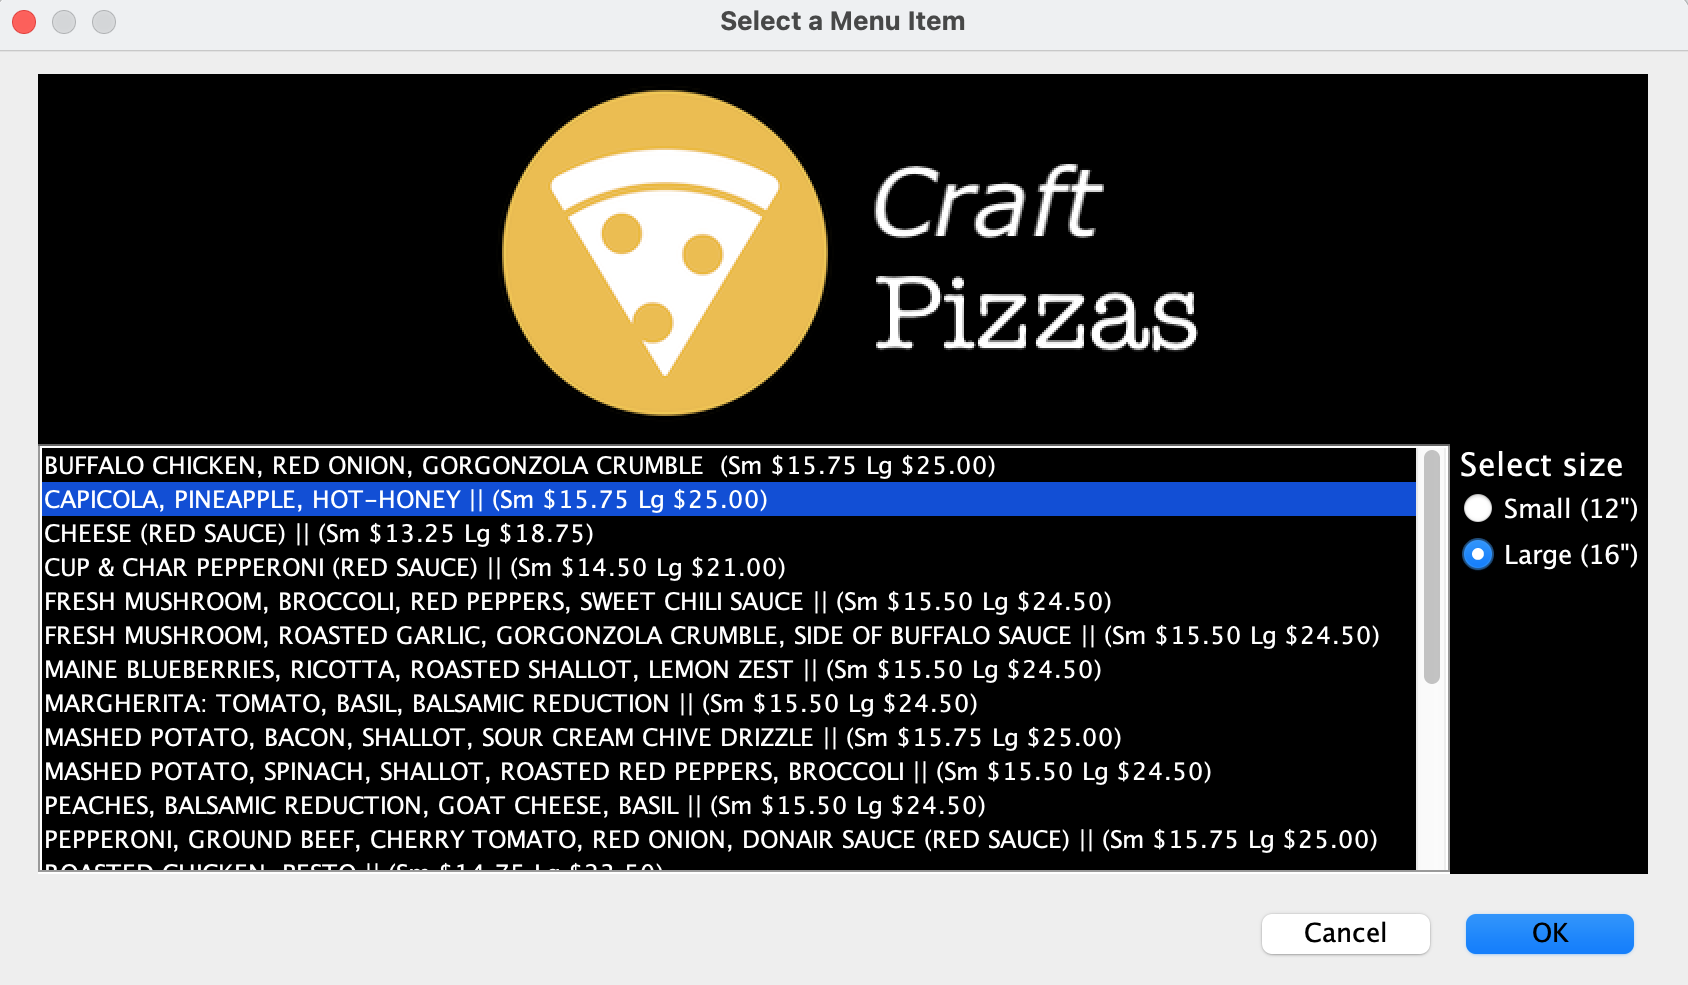 Select a Menu Item
Craft
Pizzas
BUFFALO CHICKEN, RED ONION, GORGONZOLA CRUMBLE  (Sm $15.75 Lg $25.00)
CAPICOLA, PINEAPPLE, HOT-HONEY || (Sm $15.75 Lg $25.00)
CHEESE (RED SAUCE) || (Sm $13.25 Lg $18.75)
CUP & CHAR PEPPERONI (RED SAUCE) || (Sm $14.50 Lg $21.00)
FRESH MUSHROOM, BROCCOLI, RED PEPPERS, SWEET CHILI SAUCE || (Sm $15.50 Lg $24.50)
FRESH MUSHROOM, ROASTED GARLIC, GORGONZOLA CRUMBLE, SIDE OF BUFFALO SAUCE || (Sm $15.50 Lg $24.50)
MAINE BLUEBERRIES, RICOTTA, ROASTED SHALLOT, LEMON ZEST || (Sm $15.50 Lg $24.50)
MARGHERITA: TOMATO, BASIL, BALSAMIC REDUCTION || (Sm $15.50 Lg $24.50)
MASHED POTATO, BACON, SHALLOT, SOUR CREAM CHIVE DRIZZLE || (Sm $15.75 Lg $25.00)
MASHED POTATO, SPINACH, SHALLOT, ROASTED RED PEPPERS, BROCCOLI || (Sm $15.50 Lg $24.50)
PEACHES, BALSAMIC REDUCTION, GOAT CHEESE, BASIL || (Sm $15.50 Lg $24.50)
PEPPERONI, GROUND BEEF, CHERRY TOMATO, RED ONION, DONAIR SAUCE (RED SAUCE) || (Sm $15.75 Lg $25.00)
ROASTED CHICKEN, PESTO || (Sm
Select size
Small (12")
Large (16")
Cancel
OK